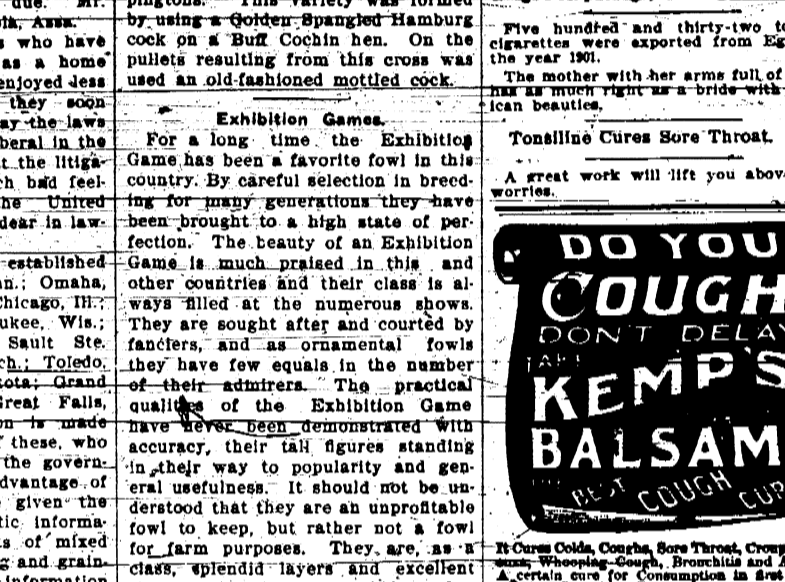 due. Mr.
Assa.
who have
as a home
enjoyed less
they soon
the laws
beral in the
t the litiga-
ch bad feel-
he United
dear in law-
established
n.; Omaha,
Chicago, Ill.;
ukee, Wis.;
Sault Ste.
ch.; Toledo,
kota; Grand
Great Falls,
on is made
these, who
the govern-
dvantage of
given the
tic informa-
s of mixed
g and grain-
information
pingtons. This variety was formed
by using a Golden Spangled Hamburg
cock on a Buff Cochin hen. On the
pullets resulting from this cross was
used an old-fashioned mottled cock.
Exhibition Games.
For a long time the Exhibition
Game has been a favorite fowl in this
country. By careful selection in breed-
ing for many generations they have
been brought to a high state of per-
fection. The beauty of an Exhibition
Game is much praised in this and
other countries and their class is al-
ways filled at the numerous shows.
They are sought after and courted by
fanciers, and as ornamental fowls
they have few equals in the number
of their admirers. The practical
qualities of the Exhibition Game
have never been demonstrated with
accuracy, their tall figures standing
in their way to popularity and gen-
eral usefulness. It should not be un-
derstood that they are an unprofitable
fowl to keep, but rather not a fowl
for farm purposes. They are, as a
class, splendid layers and excellent
Five hundred and thirty-two to
cigarettes were exported from Eg
the year 1901.
The mother with her arms full of
has as much right as a bride with
ican beauties.
Tonsiline Cures Sore Throat.
A great work will lift you abov
worries.
DO YOU
COUGH
DON'T DELAY
TAKE
KEMP'S
BALSAM
THE BEST COUGH CUR
It Cures Colds, Coughs, Sore Throat, Croup
Whooping Cough, Bronchitis and A
A certain cure for Consumption in first